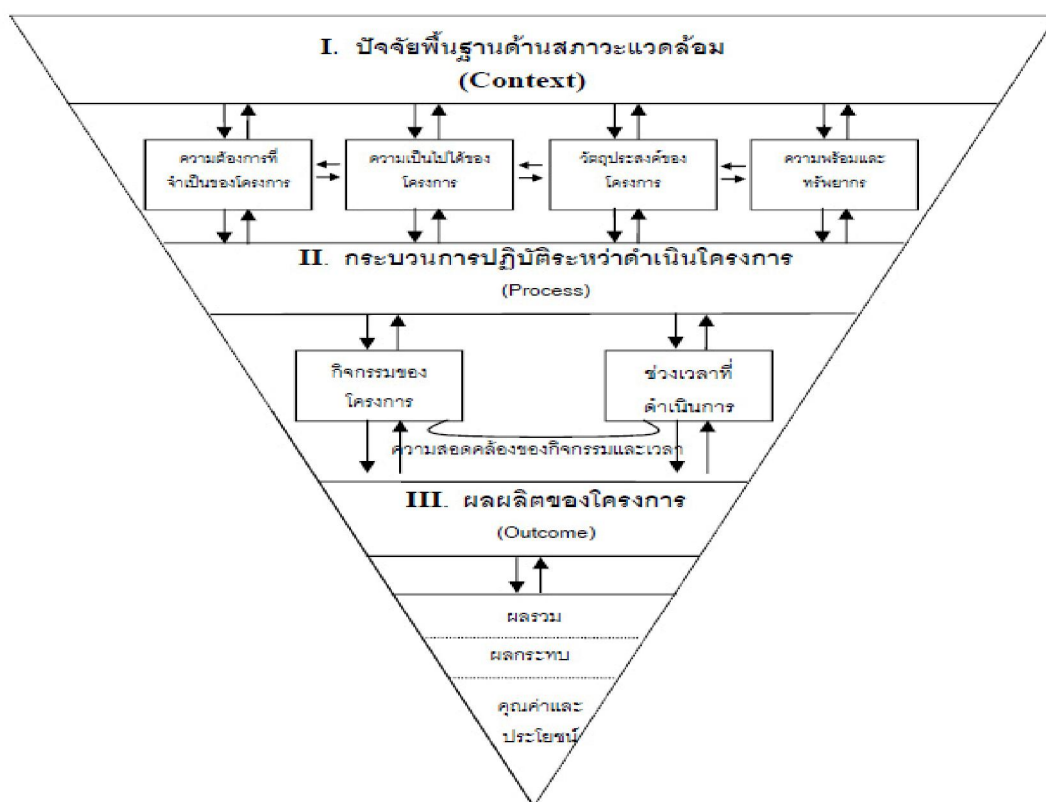 I. ปัจจัยพื้นฐานด้านสภาวะแวดล้อม
(Context)
ความต้องการที่
จำเป็นของโครงการ
ความเป็นไปได้ของ
โครงการ
วัตถุประสงค์ของ
โครงการ
ความพร้อมและ
ทรัพยากร
II. กระบวนการปฏิบัติระหว่าดำเนินโครงการ
(Process)
กิจกรรมของ
โครงการ
ช่วงเวลาที่
ดำเนินการ
ความสอดคล้องของกิจกรรมและเวลา
III. ผลผลิตของโครงการ
(Outcome)
ผลรวม
ผลกระทบ
คุณค่าและ
ประโยชน์